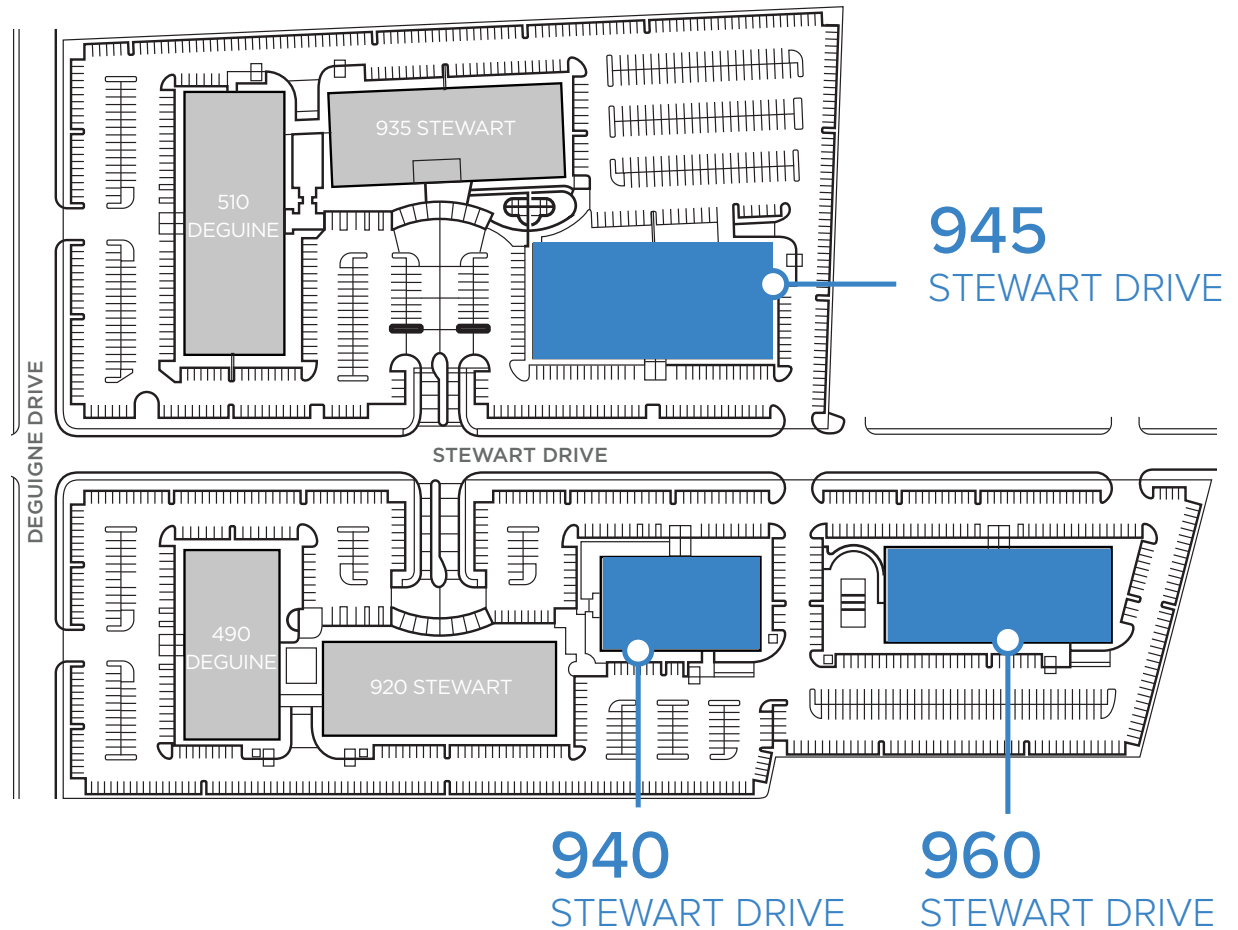 935 STEWART
510
DEGUINE
945
STEWART DRIVE
DEGUIGNE DRIVE
STEWART DRIVE
490
DEGUINE
920 STEWART
940
STEWART DRIVE
960
STEWART DRIVE